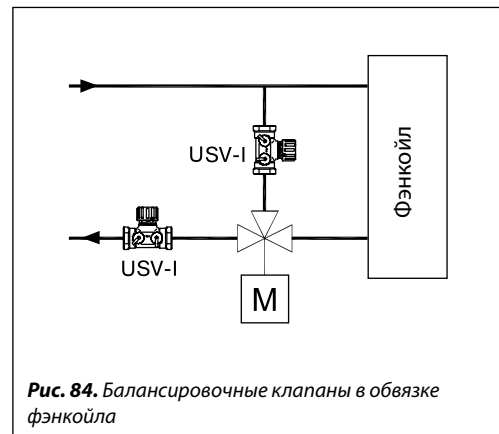 USV-I
Фэнкойл
USV-I
M
Рис. 84. Балансировочные клапаны в обвязке
фэнкойла